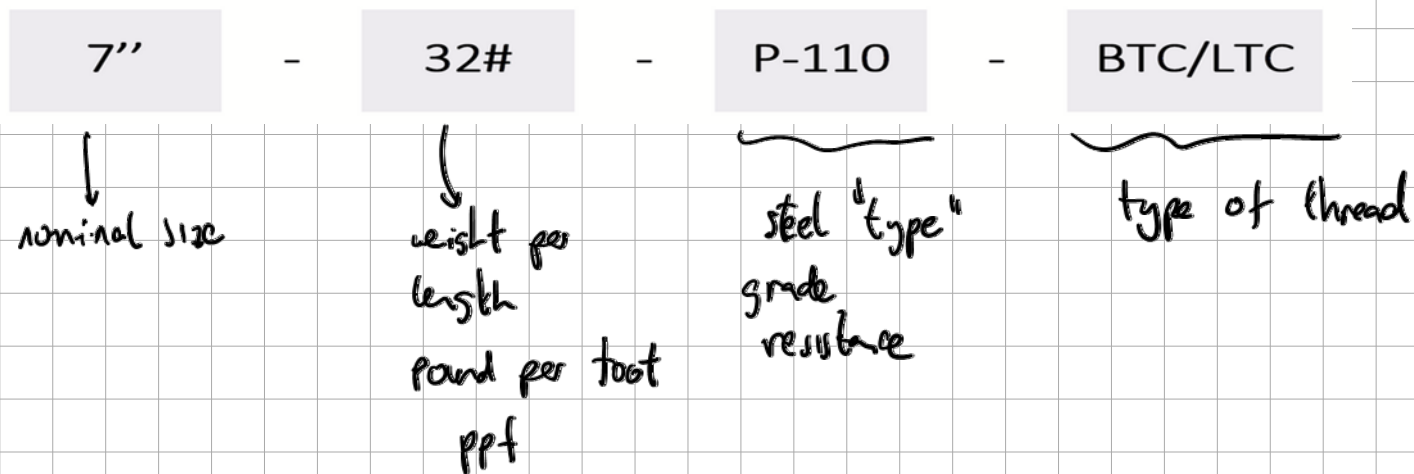 7’’ - 32# - P-110 - BTC/LTC
nominal size
weight per
length
pound per foot
ppf
steel "type"
grade
resistance
type of thread